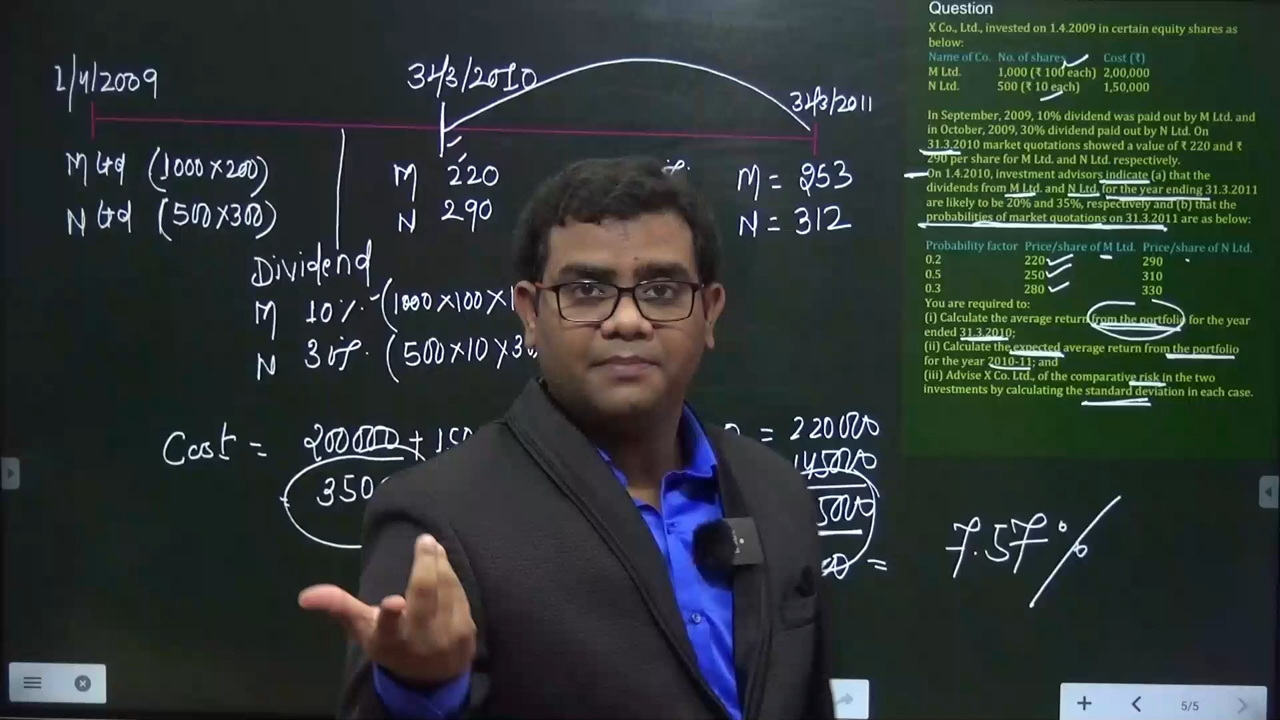 Question
X Co., Ltd., invested on 1.4.2009 in certain equity shares as
below:
Name of Co. No. of shares Cost (₹)
M Ltd. 1,000 (₹ 100 each) 2,00,000
N Ltd. 500 (₹ 10 each) 1,50,000
In September, 2009, 10% dividend was paid out by M Ltd. and
in October, 2009, 30% dividend paid out by N Ltd. On
31.3.2010 market quotations showed a value of ₹ 220 and ₹
290 per share for M Ltd. and N Ltd. respectively.
On 1.4.2010, investment advisors indicate (a) that the
dividends from M Ltd. and N Ltd. for the year ending 31.3.2011
are likely to be 20% and 35%, respectively and (b) that the
probabilities of market quotations on 31.3.2011 are as below:
Probability factor Price/share of M Ltd. Price/share of N Ltd.
0.2 220 290
0.5 250 310
0.3 280 330
You are required to:
(i) Calculate the average return from the portfolio for the year
ended 31.3.2010;
(ii) Calculate the expected average return from the portfolio
for the year 2010-11; and
(iii) Advise X Co. Ltd., of the comparative risk in the two
investments by calculating the standard deviation in each case.
1/4/2009 31/3/2010 31/3/2011
M Ltd (1000×200) M 220 M = 253
N Ltd (500×300) N 290 N = 312
Dividend
M 10% (1000×100×
N 30%. (500×10×
Cost = 200000 + = 220000
145000
7.57%
5/5